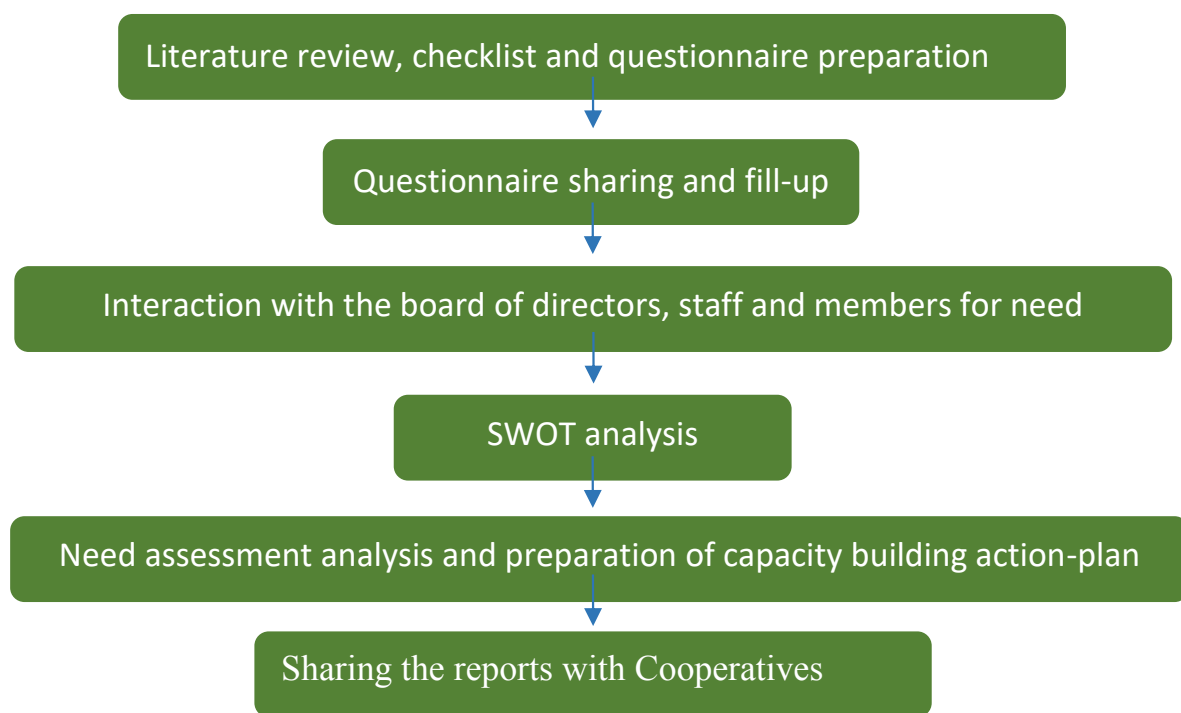 Literature review, checklist and questionnaire preparation
Questionnaire sharing and fill-up
Interaction with the board of directors, staff and members for need
SWOT analysis
Need assessment analysis and preparation of capacity building action-plan
Sharing the reports with Cooperatives